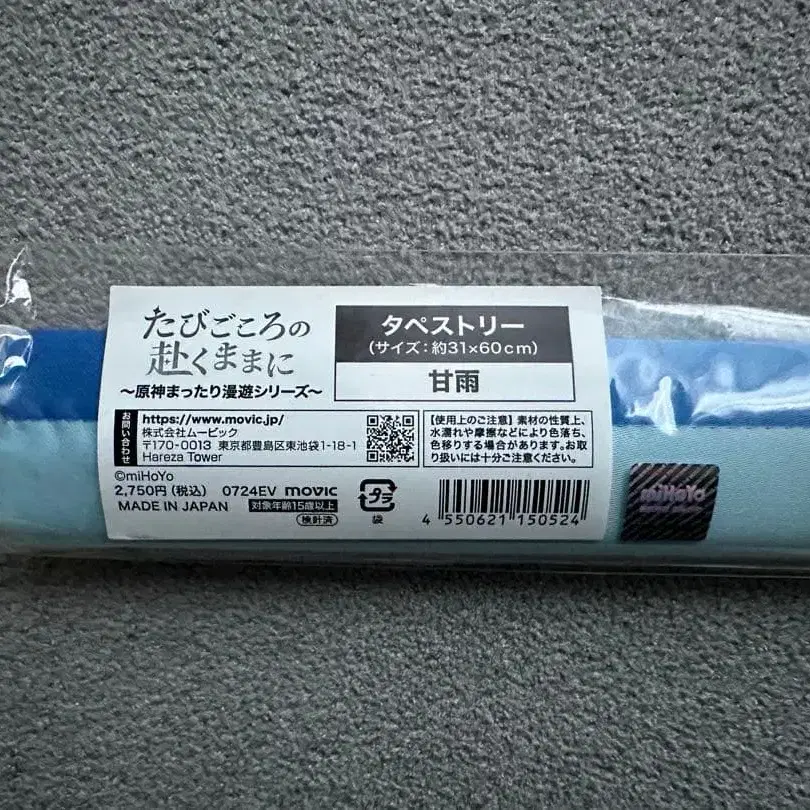 たびごころの
赴くままに
～原神まったり漫遊シリーズ～
タペストリー
(サイズ：約31×60cm)
甘雨
お問い合わせ
https://www.movic.jp/
株式会社ムービック
〒170-0013 東京都豊島区東池袋1-18-1
Hareza Tower
【使用上のご注意】素材の性質上、
水濡れや摩擦などにより色落ち、
色移りする場合があります。お取
り扱いには十分ご注意ください。
©miHoYo
2,750円(税込) 0724EV movic
MADE IN JAPAN 対象年齢15歳以上
検針済
プラ
袋
4 550621 150524
miHoYo